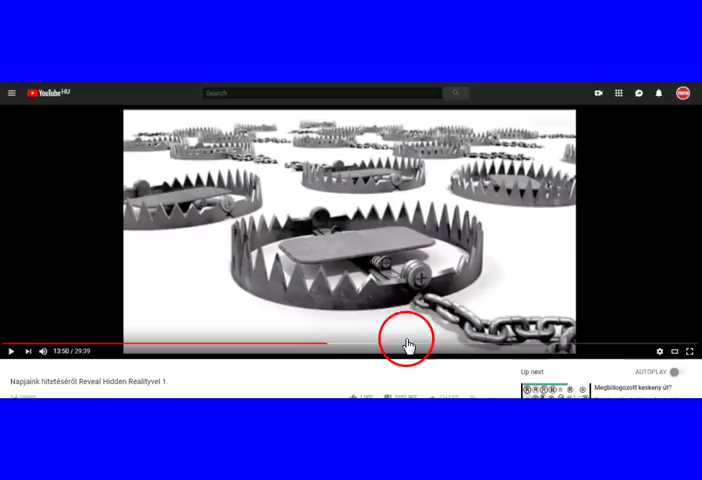 YouTube HU
Search
13:50 / 29:39
Napjaink hitetéséről Reveal Hidden Realityvel 1.
Up next
AUTOPLAY
Megbillogozott keskeny út?